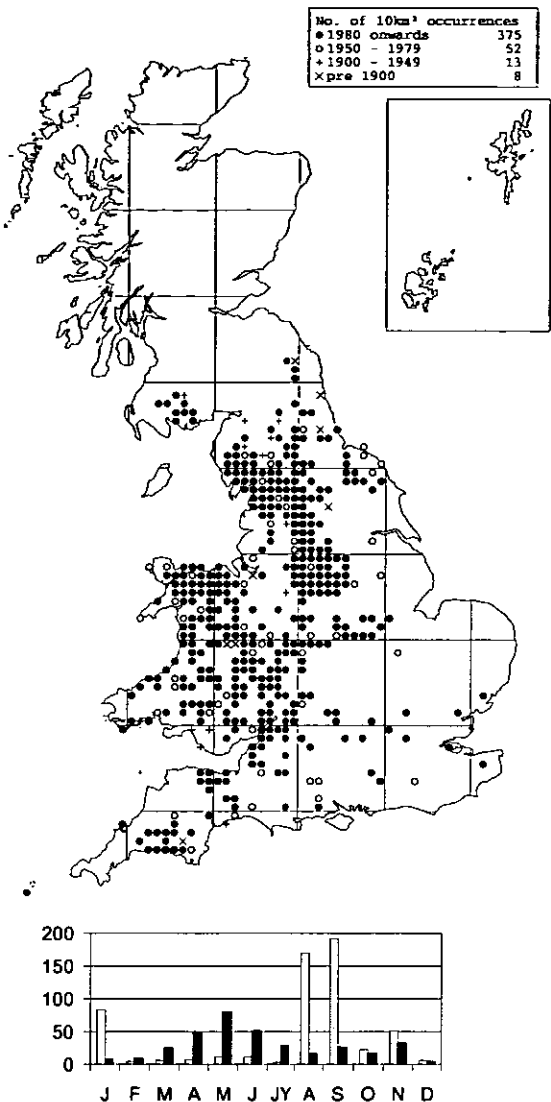 No. of 10km² occurrences
● 1980 onwards 375
○ 1950 - 1979 52
+ 1900 - 1949 13
× pre 1900 8
200
150
100
50
0
J F M A M J JY A S O N D